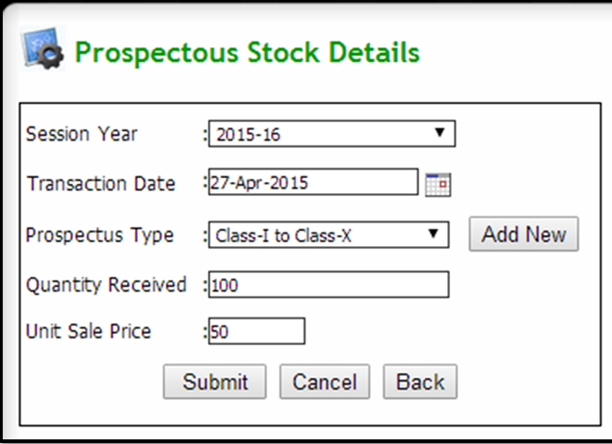 Prospectous Stock Details
Session Year : 2015-16
Transaction Date : 27-Apr-2015
Prospectus Type : Class-I to Class-X Add New
Quantity Received : 100
Unit Sale Price : 50
Submit Cancel Back